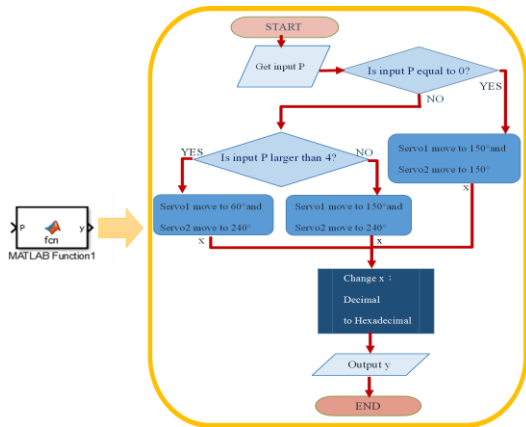 START
Get input P
Is input P equal to 0?
YES
NO
YES
Is input P larger than 4?
NO
Servo1 move to 150°and
Servo2 move to 150°
x
Servo1 move to 60°and
Servo2 move to 240°
x
Servo1 move to 150°and
Servo2 move to 240°
x
P
fcn
y
MATLAB Function1
Change x :
Decimal
to Hexadecimal
Output y
END